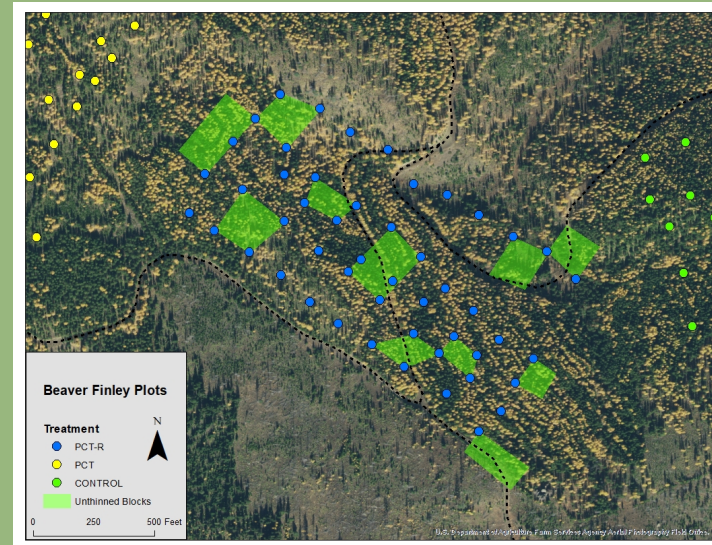 Beaver Finley Plots
Treatment
N
PCT-R
PCT
CONTROL
Unthinned Blocks
0 250 500 Feet
U.S. Department of Agriculture Farm Services Agency Aerial Photography Field Office.